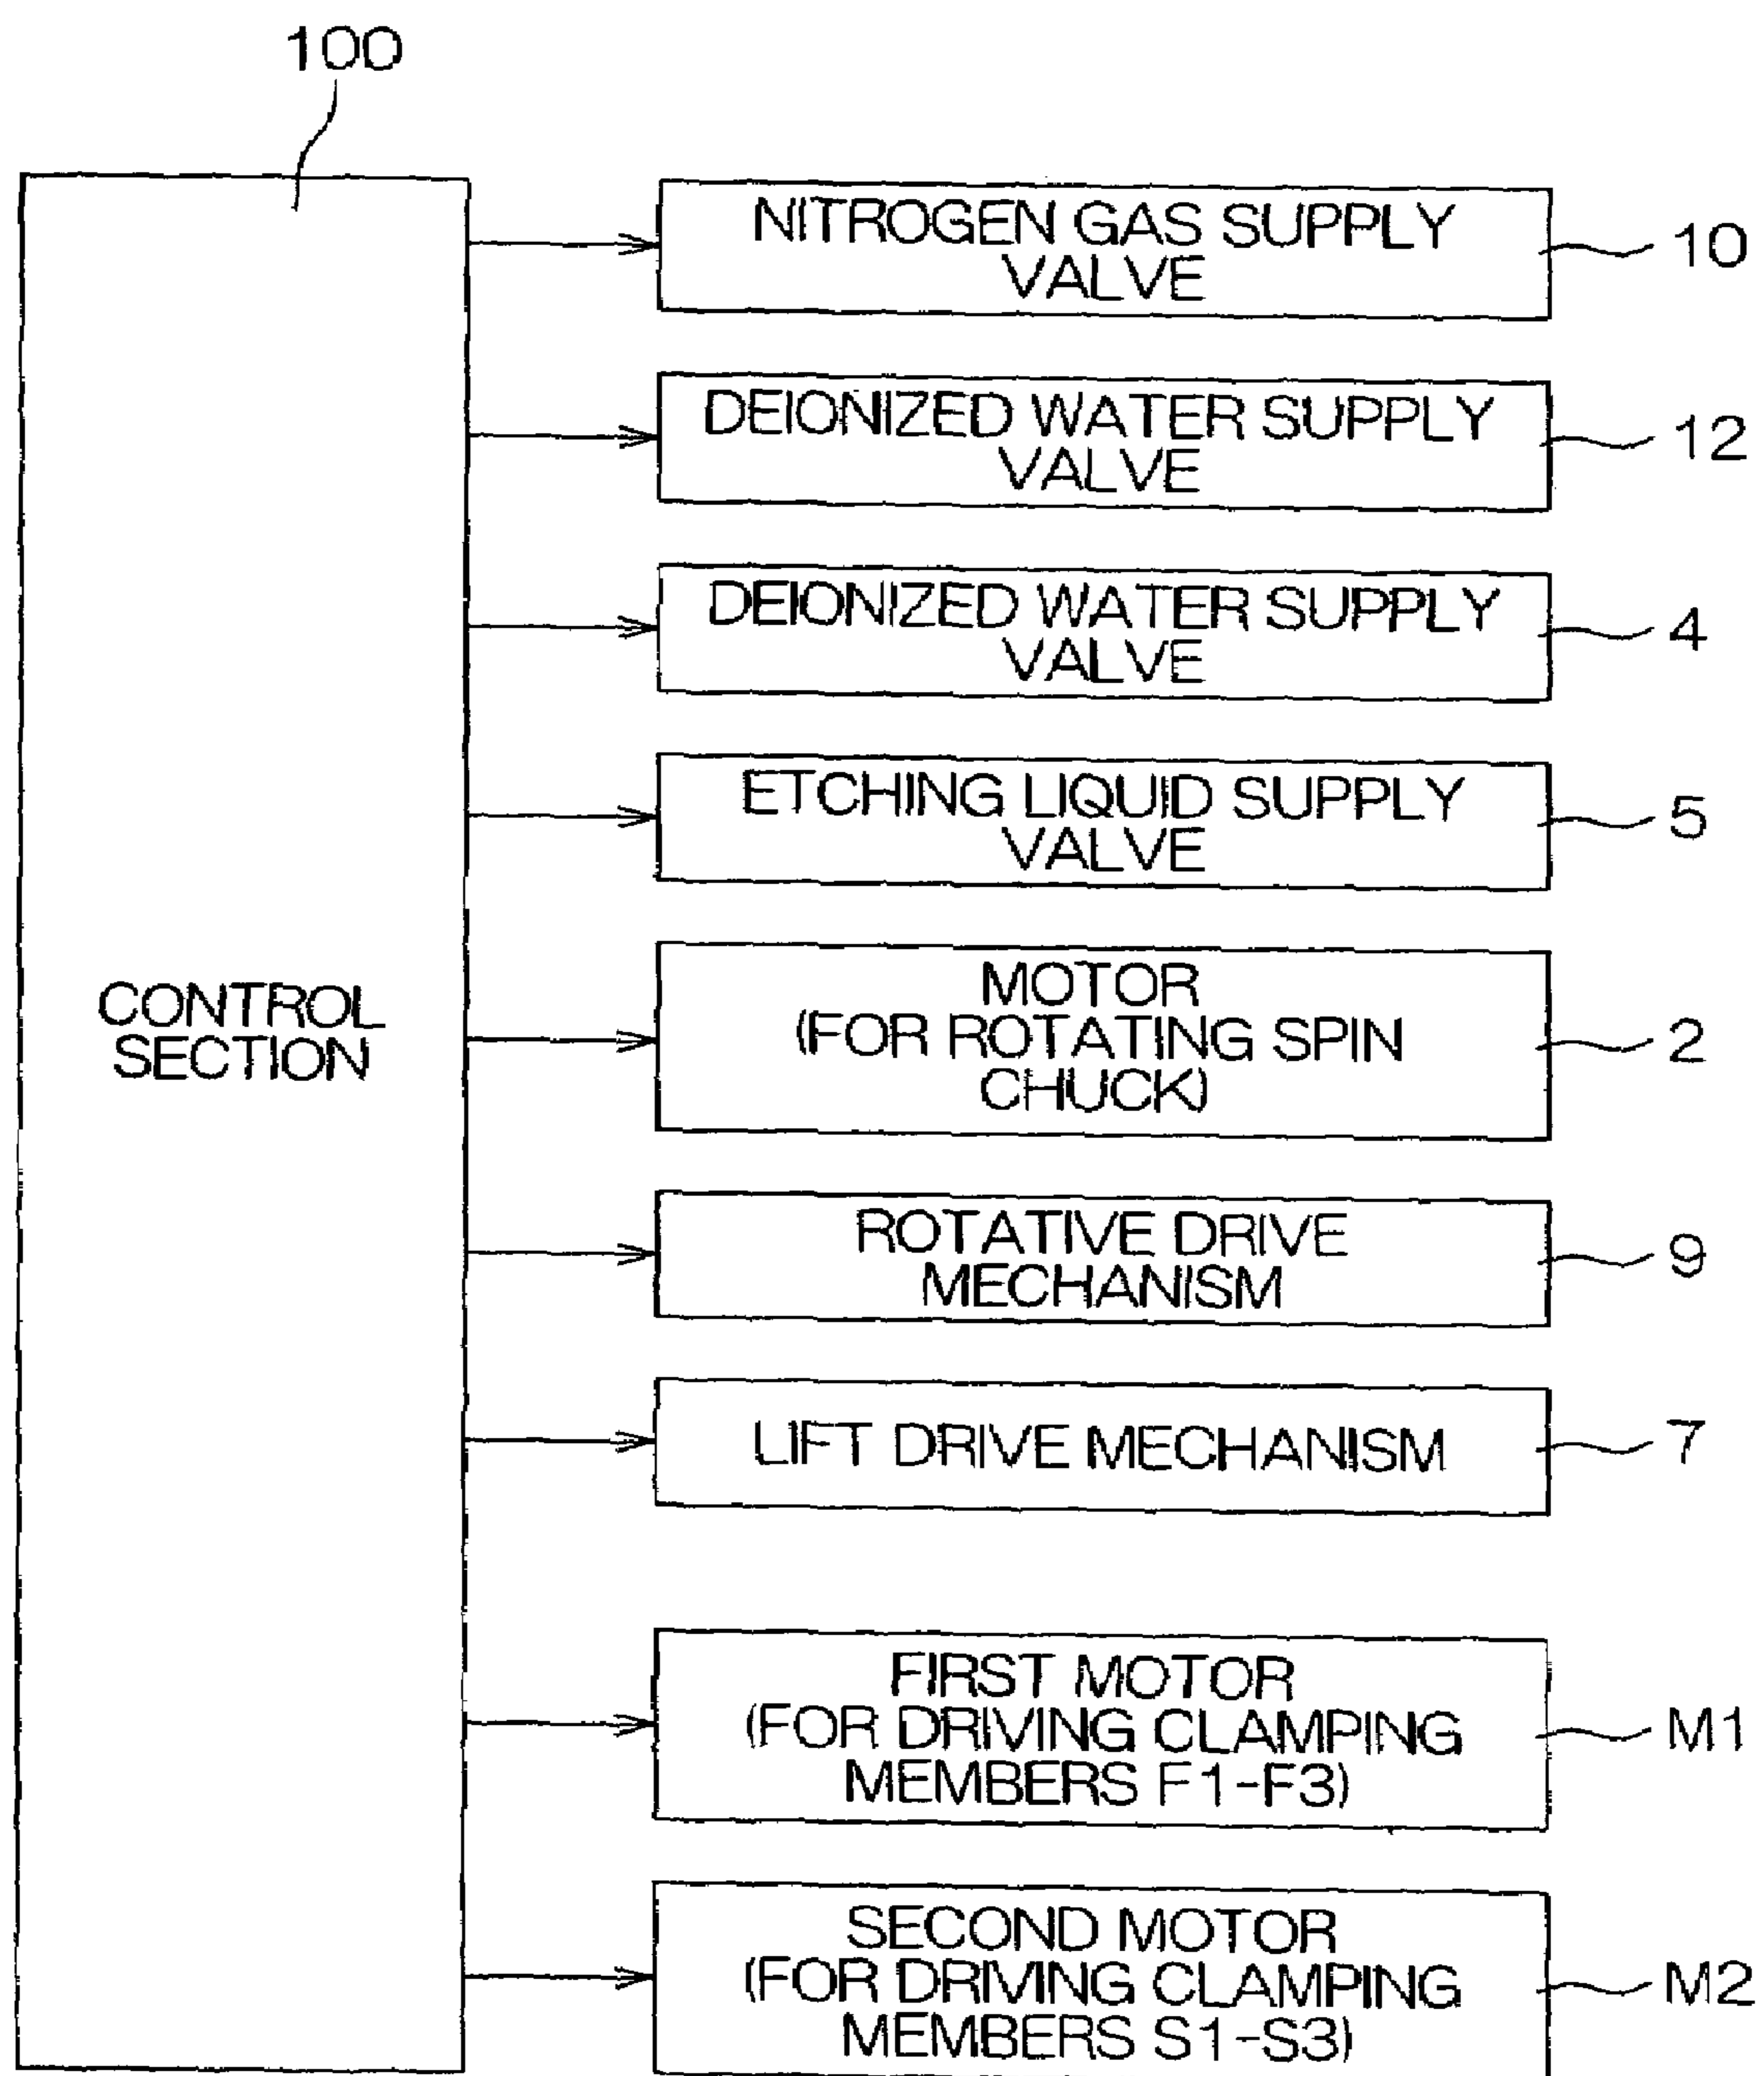 100
CONTROL
SECTION
NITROGEN GAS SUPPLY
VALVE
10
DEIONIZED WATER SUPPLY
VALVE
12
DEIONIZED WATER SUPPLY
VALVE
4
ETCHING LIQUID SUPPLY
VALVE
5
MOTOR
(FOR ROTATING SPIN
CHUCK)
2
ROTATIVE DRIVE
MECHANISM
9
LIFT DRIVE MECHANISM
7
FIRST MOTOR
(FOR DRIVING CLAMPING
MEMBERS F1-F3)
M1
SECOND MOTOR
(FOR DRIVING CLAMPING
MEMBERS S1-S3)
M2